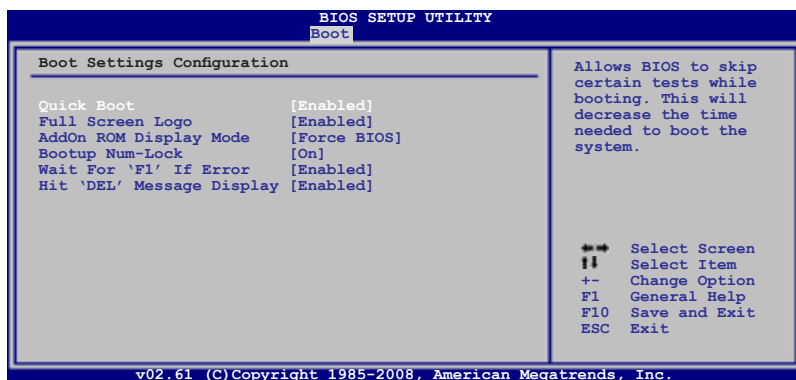 BIOS SETUP UTILITY
Boot
Boot Settings Configuration
Quick Boot [Enabled]
Full Screen Logo [Enabled]
AddOn ROM Display Mode [Force BIOS]
Bootup Num-Lock [On]
Wait For ‘F1’ If Error [Enabled]
Hit ‘DEL’ Message Display [Enabled]
Allows BIOS to skip
certain tests while
booting. This will
decrease the time
needed to boot the
system.
←→ Select Screen
↑↓ Select Item
+- Change Option
F1 General Help
F10 Save and Exit
ESC Exit
v02.61 (C)Copyright 1985-2008, American Megatrends, Inc.